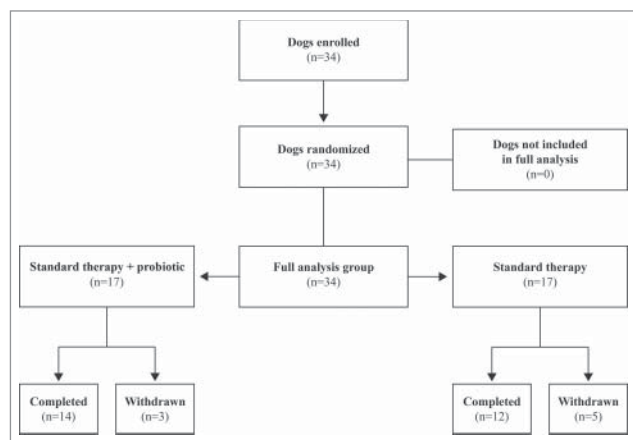 Dogs enrolled
(n=34)
Dogs randomized
(n=34)
Dogs not included
in full analysis
(n=0)
Standard therapy + probiotic
(n=17)
Full analysis group
(n=34)
Standard therapy
(n=17)
Completed
(n=14)
Withdrawn
(n=3)
Completed
(n=12)
Withdrawn
(n=5)